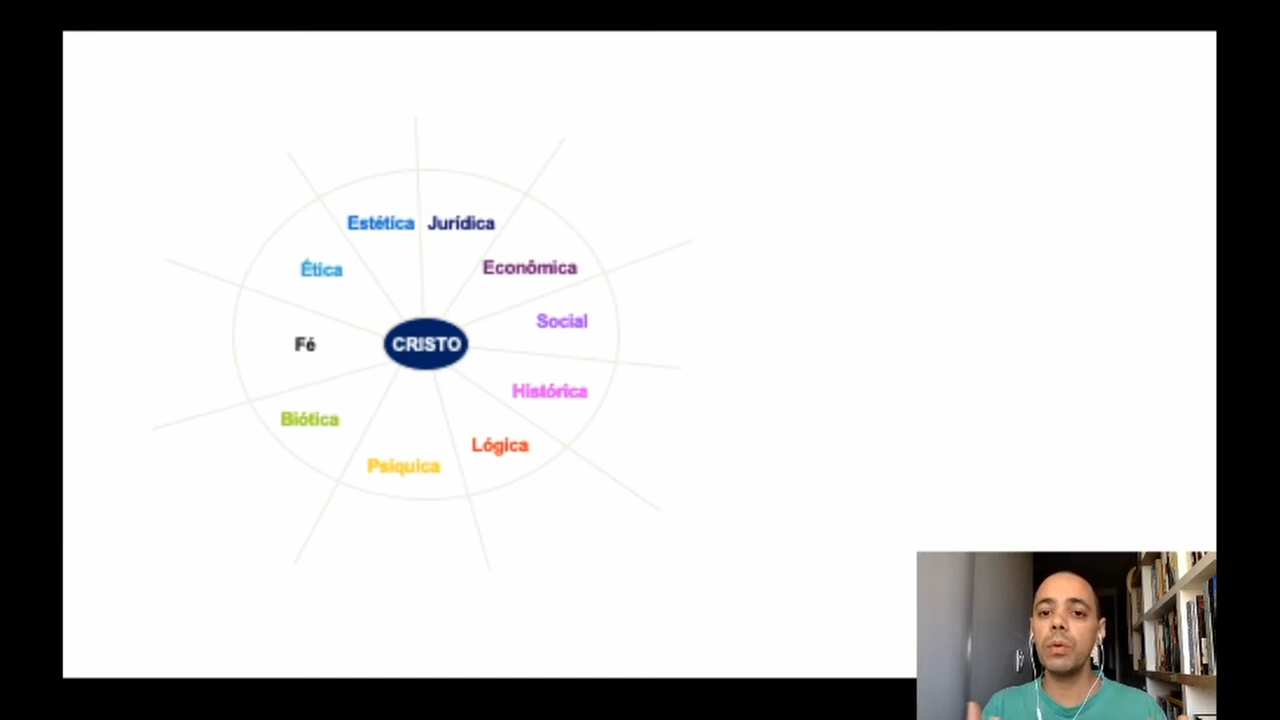 Estética Jurídica
Ética
Econômica
Social
Fé
CRISTO
Histórica
Biótica
Lógica
Psiquica